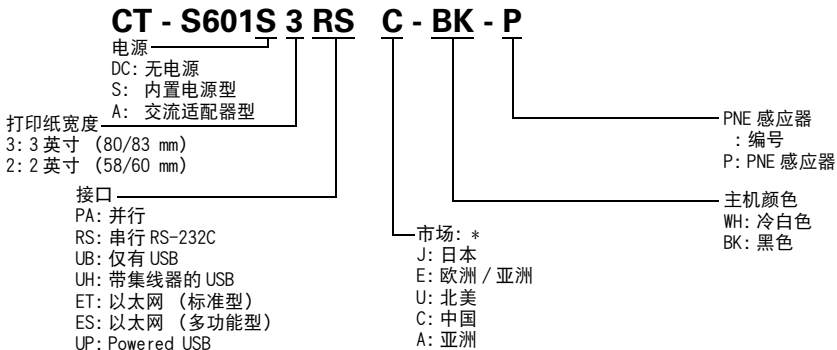 CT - S601S 3 RS C - BK - P
电源
DC: 无电源
S: 内置电源型
A: 交流适配器型
打印纸宽度
3: 3 英寸 （80/83 mm）
2: 2 英寸 （58/60 mm）
接口
PA: 并行
RS: 串行 RS-232C
UB: 仅有 USB
UH: 带集线器的 USB
ET: 以太网 （标准型）
ES: 以太网 （多功能型）
UP: Powered USB
市场: *
J: 日本
E: 欧洲 / 亚洲
U: 北美
C: 中国
A: 亚洲
PNE 感应器
: 编号
P: PNE 感应器
主机颜色
WH: 冷白色
BK: 黑色